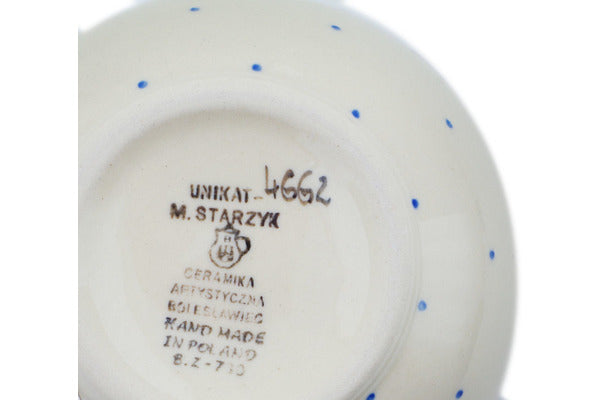 UNIKAT-4662
M. STARZYK
CERAMIKA
ARTYSTYCZNA
BOLESŁAWIEC
HAND MADE
IN POLAND